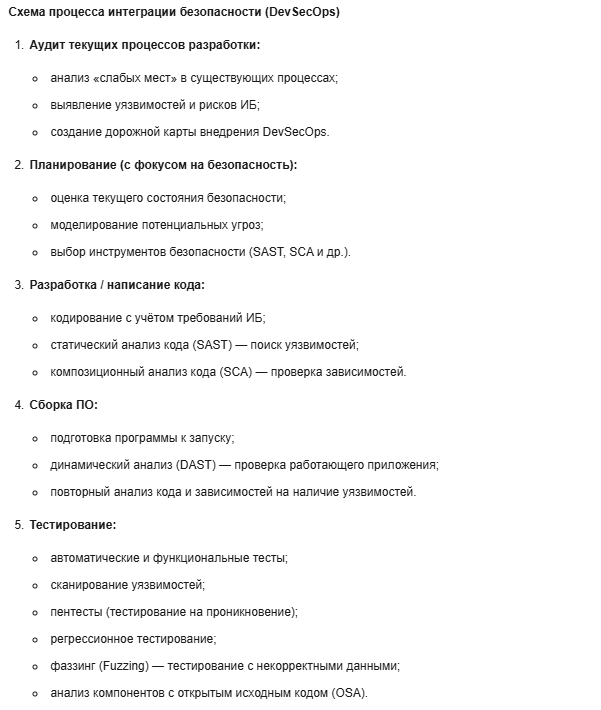 Схема процесса интеграции безопасности (DevSecOps)
1. Аудит текущих процессов разработки:
анализ «слабых мест» в существующих процессах;
выявление уязвимостей и рисков ИБ;
создание дорожной карты внедрения DevSecOps.
2. Планирование (с фокусом на безопасность):
оценка текущего состояния безопасности;
моделирование потенциальных угроз;
выбор инструментов безопасности (SAST, SCA и др.).
3. Разработка / написание кода:
кодирование с учётом требований ИБ;
статический анализ кода (SAST) — поиск уязвимостей;
композиционный анализ кода (SCA) — проверка зависимостей.
4. Сборка ПО:
подготовка программы к запуску;
динамический анализ (DAST) — проверка работающего приложения;
повторный анализ кода и зависимостей на наличие уязвимостей.
5. Тестирование:
автоматические и функциональные тесты;
сканирование уязвимостей;
пентесты (тестирование на проникновение);
регрессионное тестирование;
фаззинг (Fuzzing) — тестирование с некорректными данными;
анализ компонентов с открытым исходным кодом (OSA).